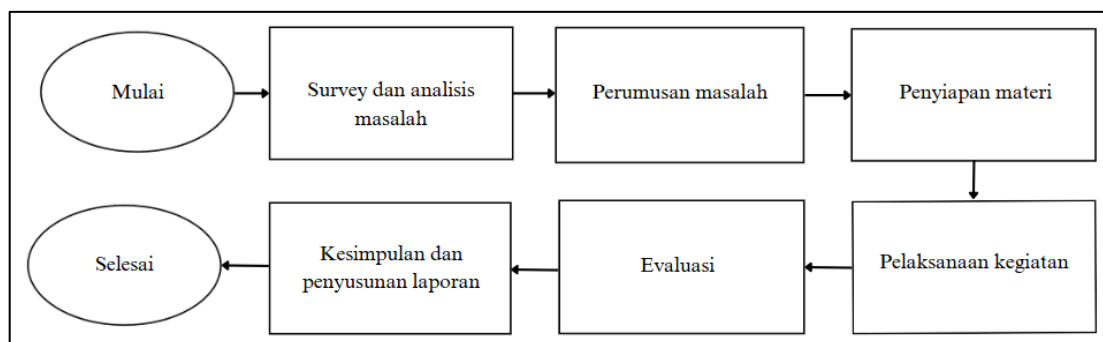 Mulai
Survey dan analisis
masalah
Perumusan masalah
Penyiapan materi
Pelaksanaan kegiatan
Evaluasi
Kesimpulan dan
penyusunan laporan
Selesai